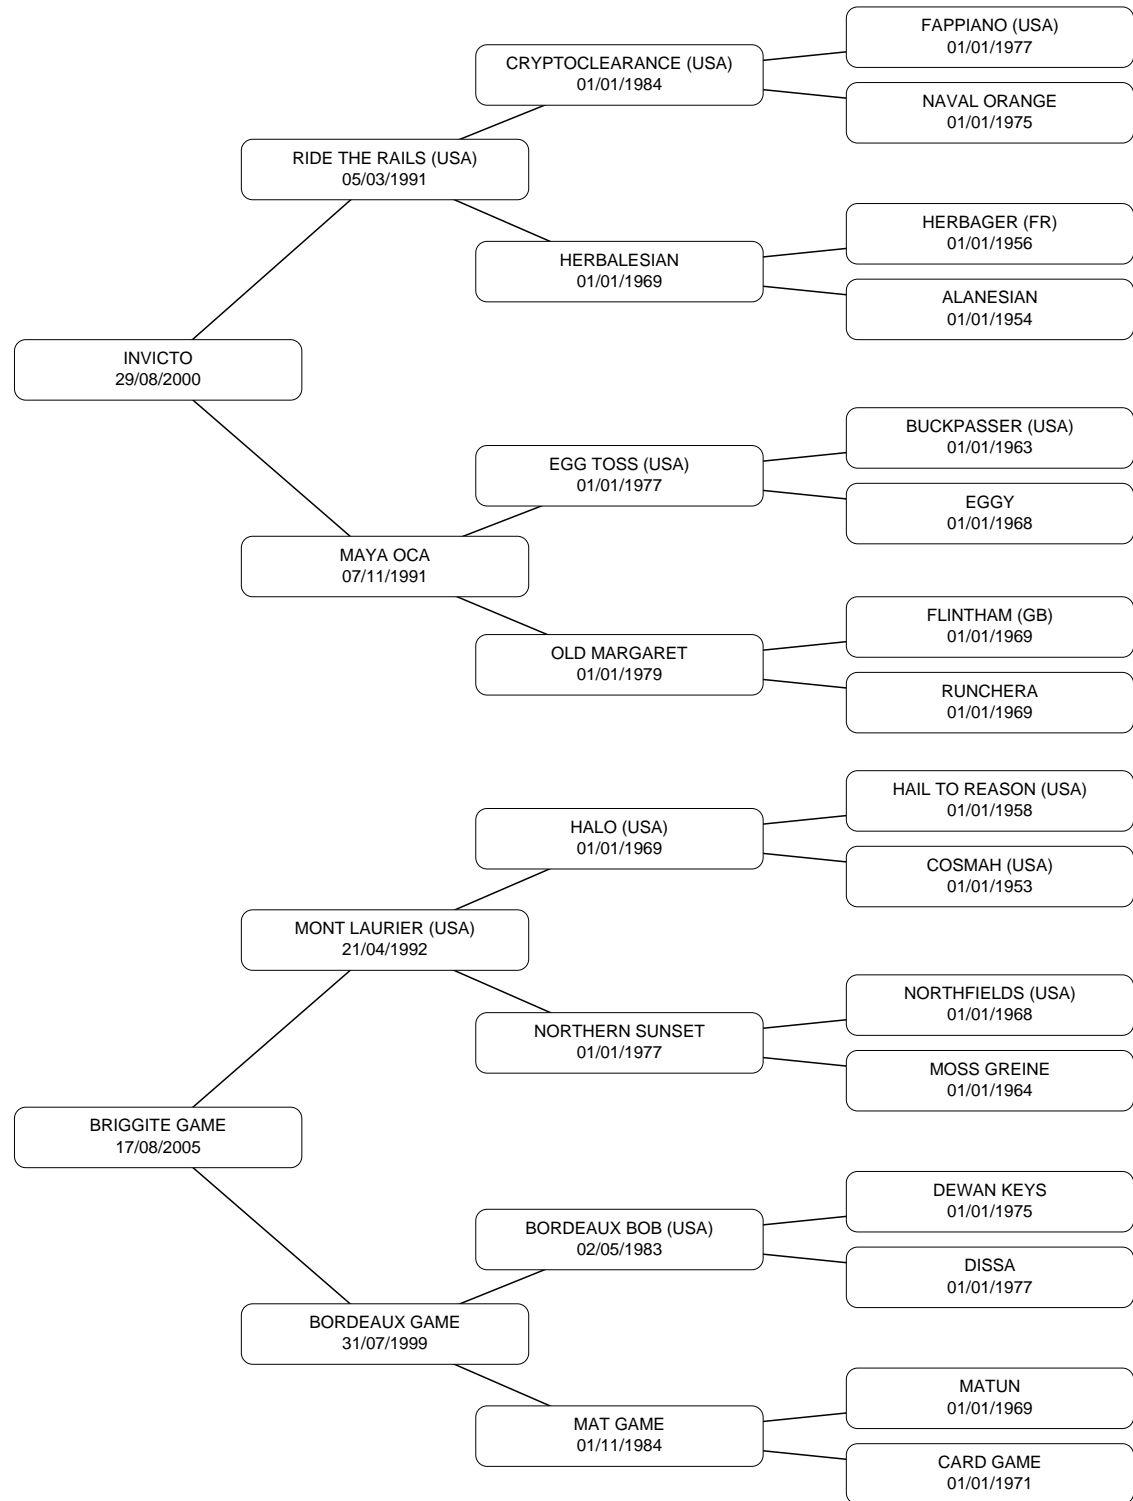 FAPPIANO (USA)
01/01/1977
CRYPTOCLEARANCE (USA)
01/01/1984
NAVAL ORANGE
01/01/1975
RIDE THE RAILS (USA)
05/03/1991
HERBAGER (FR)
01/01/1956
HERBALESIAN
01/01/1969
ALANESIAN
01/01/1954
INVICTO
29/08/2000
BUCKPASSER (USA)
01/01/1963
EGG TOSS (USA)
01/01/1977
EGGY
01/01/1968
MAYA OCA
07/11/1991
FLINTHAM (GB)
01/01/1969
OLD MARGARET
01/01/1979
RUNCHERA
01/01/1969
HAIL TO REASON (USA)
01/01/1958
HALO (USA)
01/01/1969
COSMAH (USA)
01/01/1953
MONT LAURIER (USA)
21/04/1992
NORTHFIELDS (USA)
01/01/1968
NORTHERN SUNSET
01/01/1977
MOSS GREINE
01/01/1964
BRIGGITE GAME
17/08/2005
DEWAN KEYS
01/01/1975
BORDEAUX BOB (USA)
02/05/1983
DISSA
01/01/1977
BORDEAUX GAME
31/07/1999
MATUN
01/01/1969
MAT GAME
01/11/1984
CARD GAME
01/01/1971